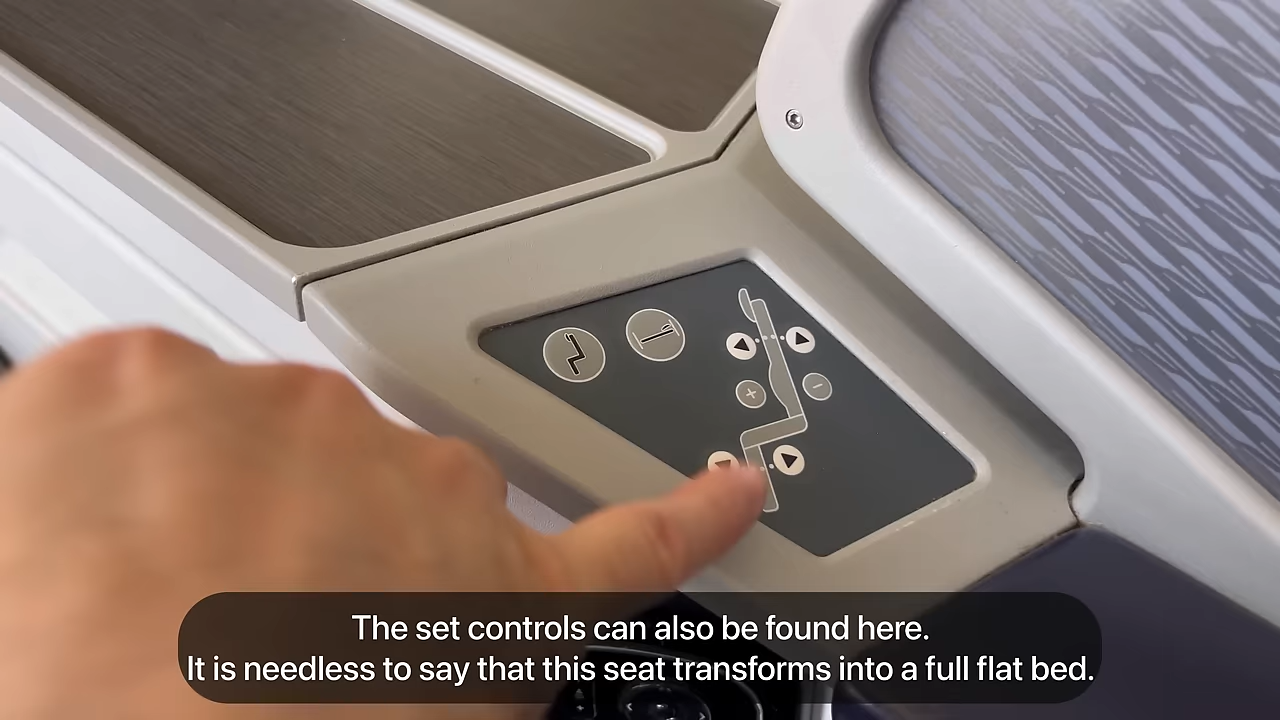 The set controls can also be found here.
It is needless to say that this seat transforms into a full flat bed.